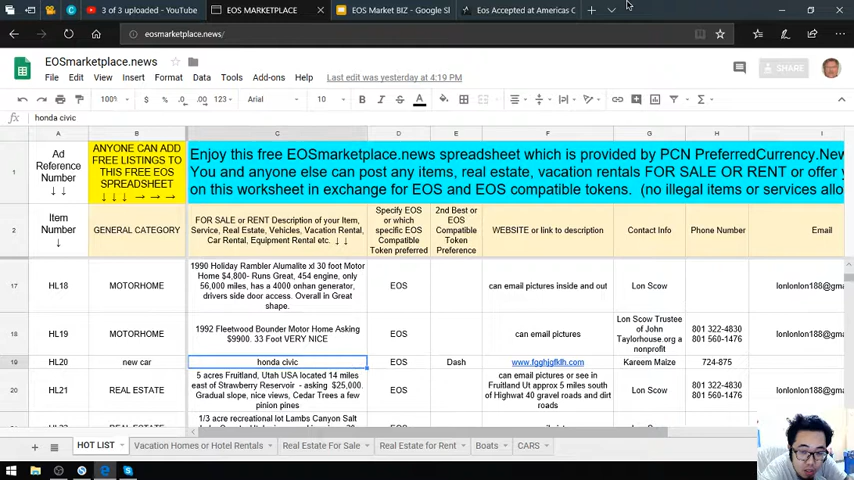 3 of 3 uploaded - YouTube
EOS MARKETPLACE
EOS Market BIZ - Google Sl
Eos Accepted at Americas C
eosmarketplace.news/
EOSmarketplace.news
SHARE
File Edit View Insert Format Data Tools Add-ons Help Last edit was yesterday at 4:19 PM
100% $ % .0 .00 123 Arial 10 B I S A
fx honda civic
A B C D E F G H I
1
Ad Reference Number ↓ ↓
ANYONE CAN ADD FREE LISTINGS TO THIS FREE EOS SPREADSHEET ↓ ↓ ↓ → → →
Enjoy this free EOSmarketplace.news spreadsheet which is provided by PCN PreferredCurrency.New
You and anyone else can post any items, real estate, vacation rentals FOR SALE OR RENT or offer y
on this worksheet in exchange for EOS and EOS compatible tokens. (no illegal items or services allo
2
Item Number ↓
GENERAL CATEGORY
FOR SALE or RENT Description of your Item, Service, Real Estate, Vehicles, Vacation Rental, Car Rental, Equipment Rental etc. ↓ ↓
Specify EOS or which specific EOS Compatible Token preferred
2nd Best or EOS Compatible Token Preference
WEBSITE or link to description
Contact Info
Phone Number
Email
17
HL18
MOTORHOME
1990 Holiday Rambler Alumalite xl 30 foot Motor Home $4,800- Runs Great, 454 engine, only 56,000 miles, has a 4000 onhan generator, drivers side door access. Overall in Great shape.
EOS
can email pictures inside and out
Lon Scow
lonlonlon188@gma
18
HL19
MOTORHOME
1992 Fleetwood Bounder Motor Home Asking $9900. 33 Foot VERY NICE
EOS
can email pictures
Lon Scow Trustee of John Taylorhouse.org a nonprofit
801 322-4830
801 560-1476
lonlonlon188@gma
19
HL20
new car
honda civic
EOS
Dash
www.fgghjgfklh.com
Kareem Maize
724-875
20
HL21
REAL ESTATE
5 acres Fruitland, Utah USA located 14 miles east of Strawberry Reservoir - asking $25,000. Gradual slope, nice views, Cedar Trees a few pinion pines
EOS
can email pictures or see in Fruitland Ut approx 5 miles south of Highwat 40 gravel roads and dirt roads
Lon Scow
801 322-4830
801 560-1476
lonlonlon188@gma
1/3 acre recreational lot Lambs Canyon Salt
HOT LIST Vacation Homes or Hotel Rentals Real Estate For Sale Real Estate for Rent Boats CARS